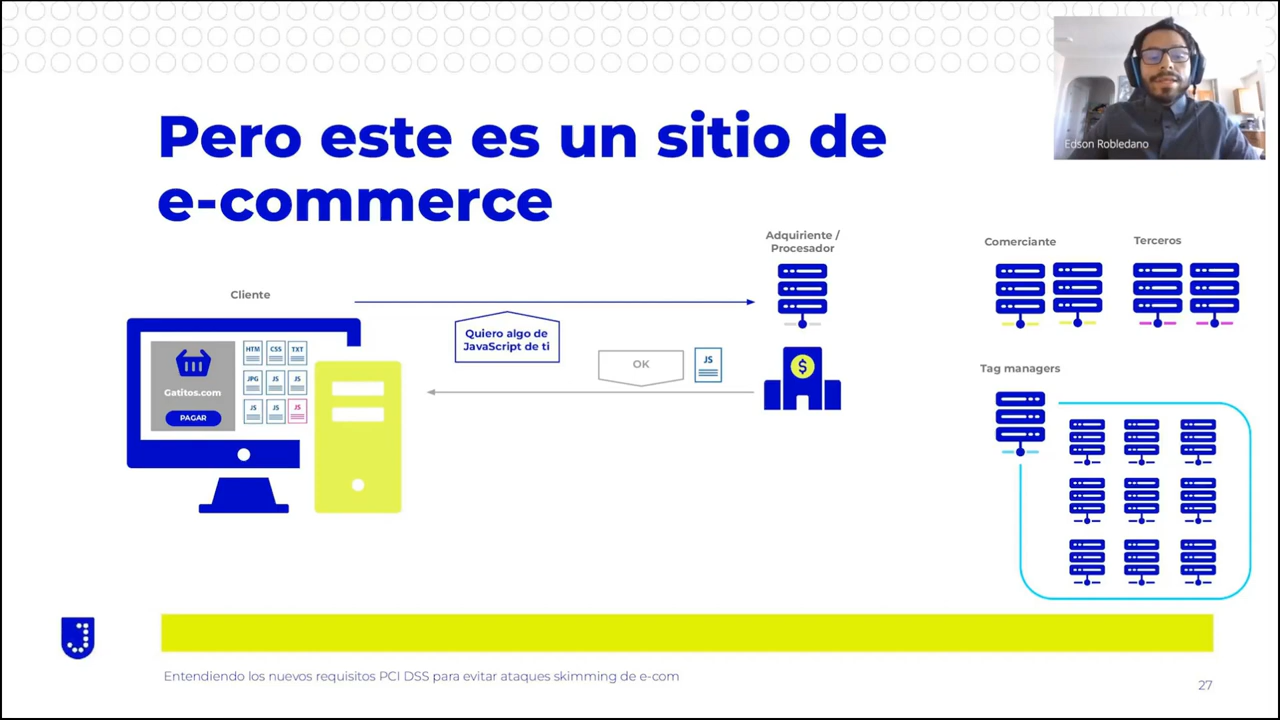 Edson Robledano
Pero este es un sitio de
e-commerce
Adquiriente /
Procesador
Comerciante
Terceros
Cliente
Quiero algo de
JavaScript de ti
OK
JS
HTM CSS TXT
JPG JS JS
JS JS JS
Gatitos.com
PAGAR
$
Tag managers
Entendiendo los nuevos requisitos PCI DSS para evitar ataques skimming de e-com
27